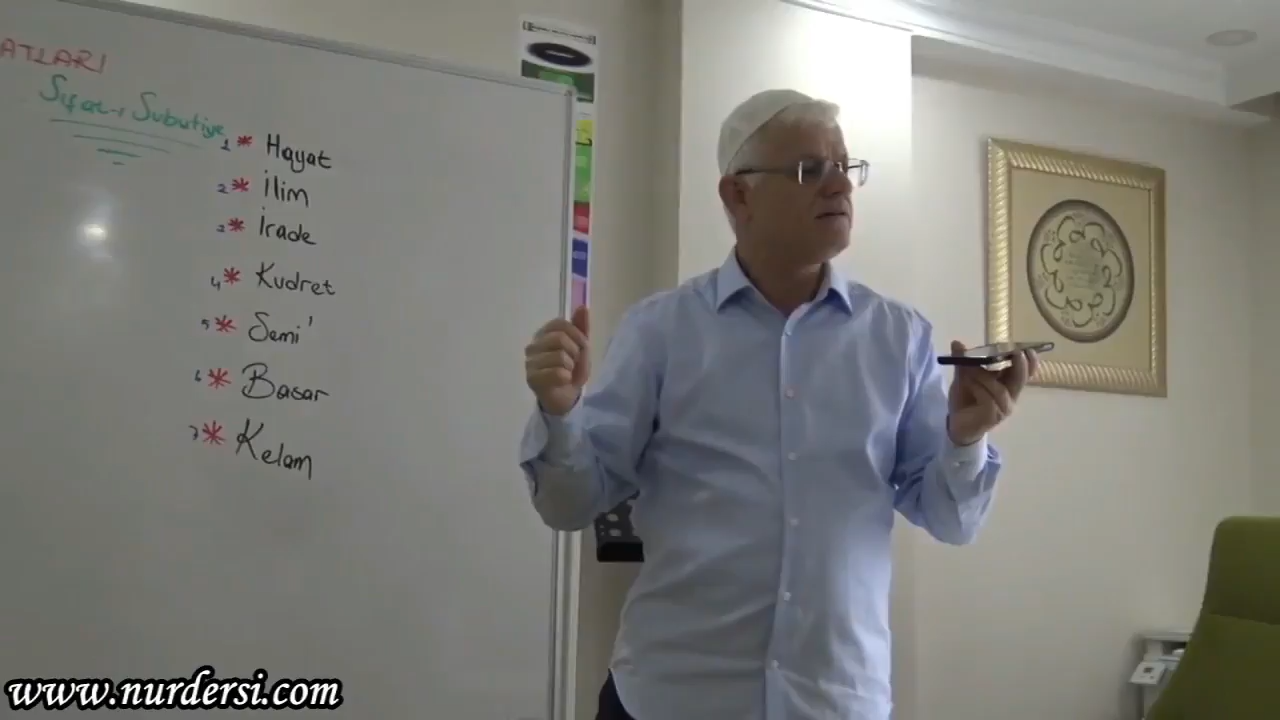 ATLARI
Sıfat-ı Subutiye
1 * Hayat
2 * İlim
3 * İrade
4 * Kudret
5 * Semi'
6 * Basar
7 * Kelam
www.nurdersi.com